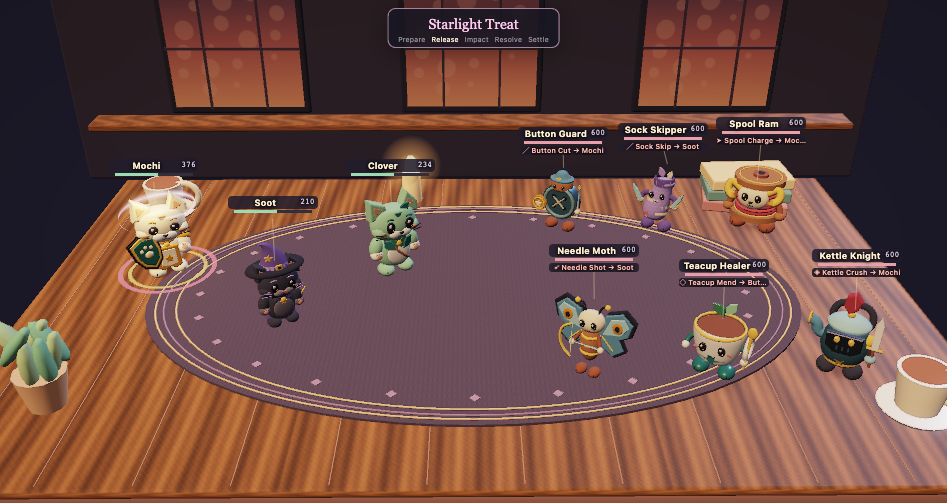 Starlight Treat
Prepare Release Impact Resolve Settle
Mochi 376
Soot 210
Clover 234
Button Guard 600
Button Cut → Mochi
Sock Skipper 600
Sock Skip → Soot
Spool Ram 600
Spool Charge → Moc...
Needle Moth 600
Needle Shot → Soot
Teacup Healer 600
Teacup Mend → But...
Kettle Knight 600
Kettle Crush → Mochi